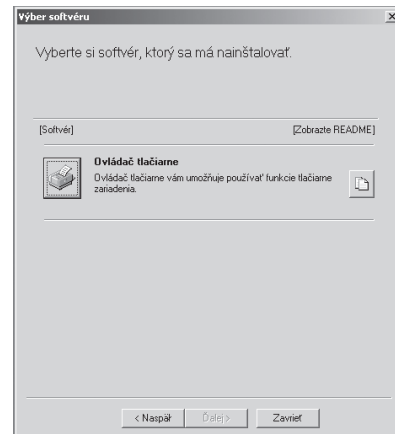 Výber softvéru
Vyberte si softvér, ktorý sa má nainštalovať.
[Softvér] [Zobrazte README]
Ovládač tlačiarne
Ovládač tlačiarne vám umožňuje používať funkcie tlačiarne
zariadenia.
< Naspäť Ďalej > Zavrieť